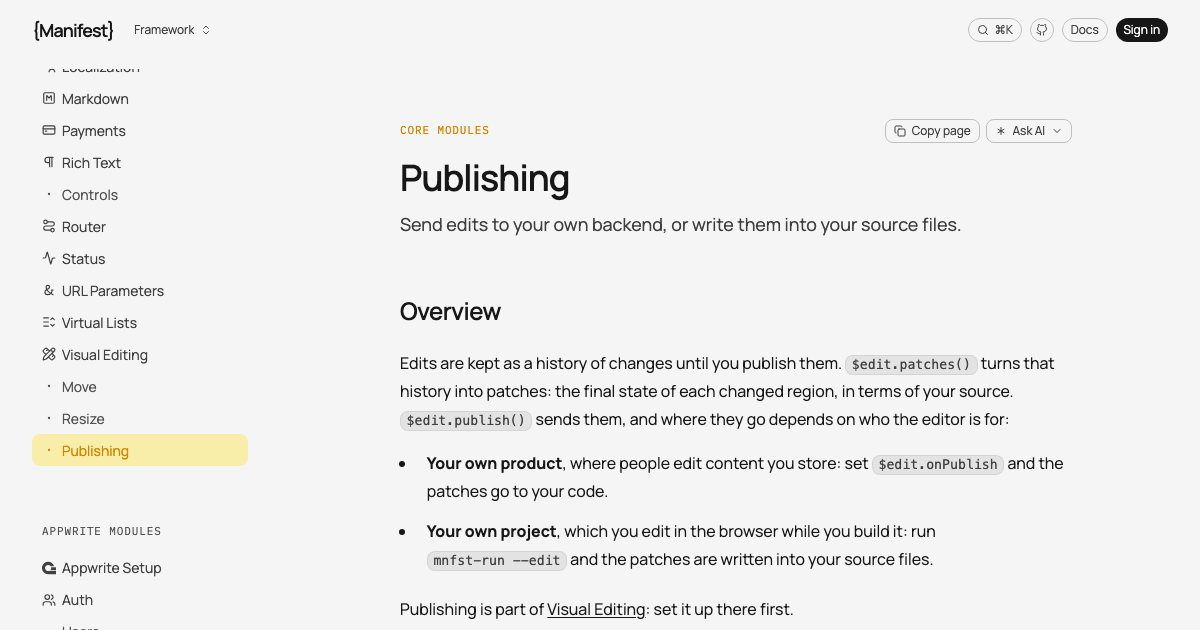 {Manifest}
Framework
⌘K
Docs
Sign in
Localization
Markdown
Payments
Rich Text
Controls
Router
Status
URL Parameters
Virtual Lists
Visual Editing
Move
Resize
Publishing
APPWRITE MODULES
Appwrite Setup
Auth
Users
CORE MODULES
Copy page
Ask AI
Publishing
Send edits to your own backend, or write them into your source files.
Overview
Edits are kept as a history of changes until you publish them. $edit.patches() turns that
history into patches: the final state of each changed region, in terms of your source.
$edit.publish() sends them, and where they go depends on who the editor is for:
• Your own product, where people edit content you store: set $edit.onPublish and the
patches go to your code.
• Your own project, which you edit in the browser while you build it: run
mnfst-run --edit and the patches are written into your source files.
Publishing is part of Visual Editing: set it up there first.